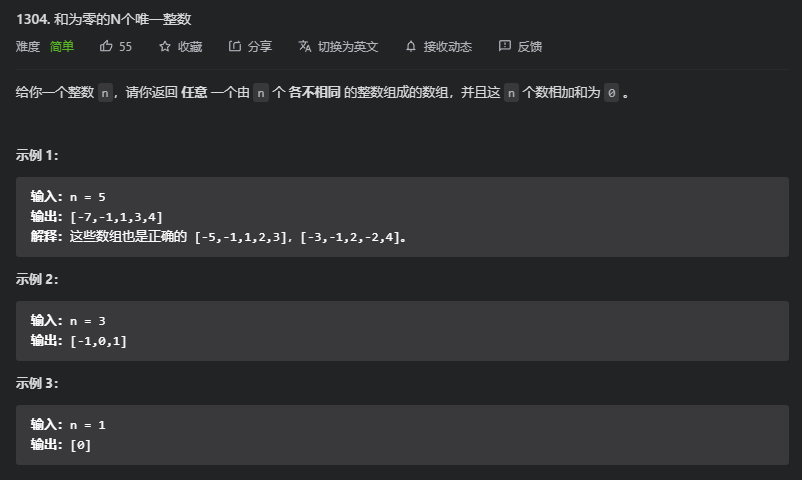 1304. 和为零的N个唯一整数
难度 简单 55 收藏 分享 切换为英文 接收动态 反馈
给你一个整数 n，请你返回 任意 一个由 n 个 各不相同 的整数组成的数组，并且这 n 个数相加和为 0 。
示例 1：
输入：n = 5
输出：[-7,-1,1,3,4]
解释：这些数组也是正确的 [-5,-1,1,2,3]，[-3,-1,2,-2,4]。
示例 2：
输入：n = 3
输出：[-1,0,1]
示例 3：
输入：n = 1
输出：[0]